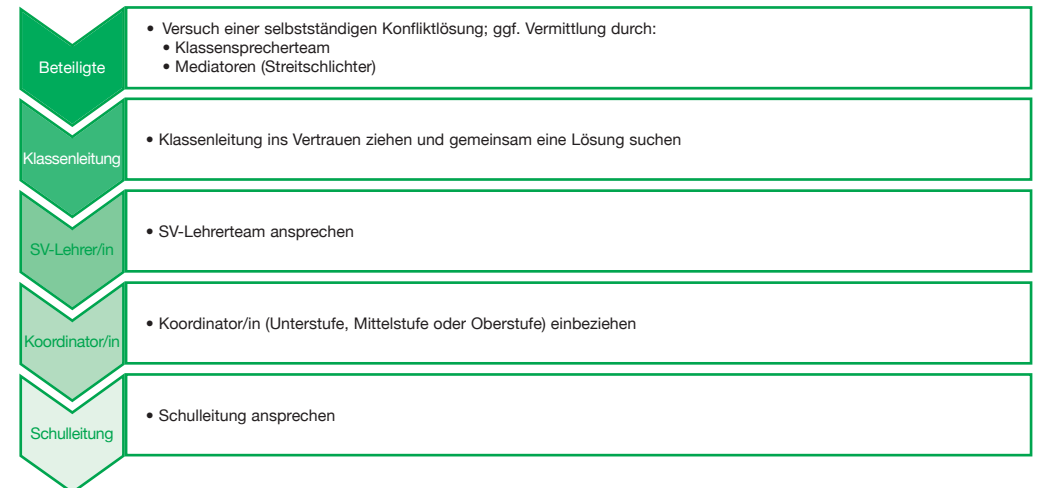 Beteiligte
• Versuch einer selbstständigen Konfliktlösung; ggf. Vermittlung durch:
• Klassensprecherteam
• Mediatoren (Streitschlichter)
Klassenleitung
• Klassenleitung ins Vertrauen ziehen und gemeinsam eine Lösung suchen
SV-Lehrer/in
• SV-Lehrerteam ansprechen
Koordinator/in
• Koordinator/in (Unterstufe, Mittelstufe oder Oberstufe) einbeziehen
Schulleitung
• Schulleitung ansprechen